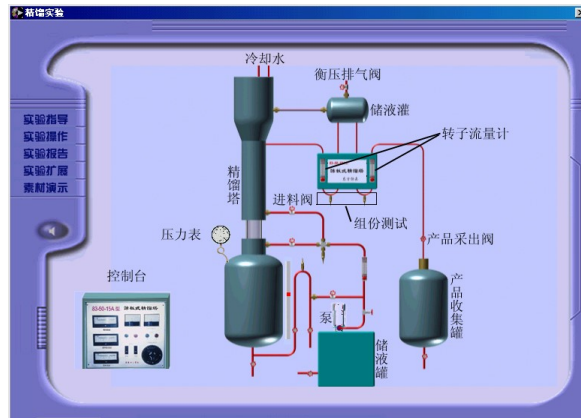 精馏实验
冷却水
衡压排气阀
储液灌
实验指导
实验操作
实验报告
实验扩展
素材演示
转子流量计
精馏塔
进料阀
组份测试
压力表
产品采出阀
控制台
产品收集罐
泵
储液罐